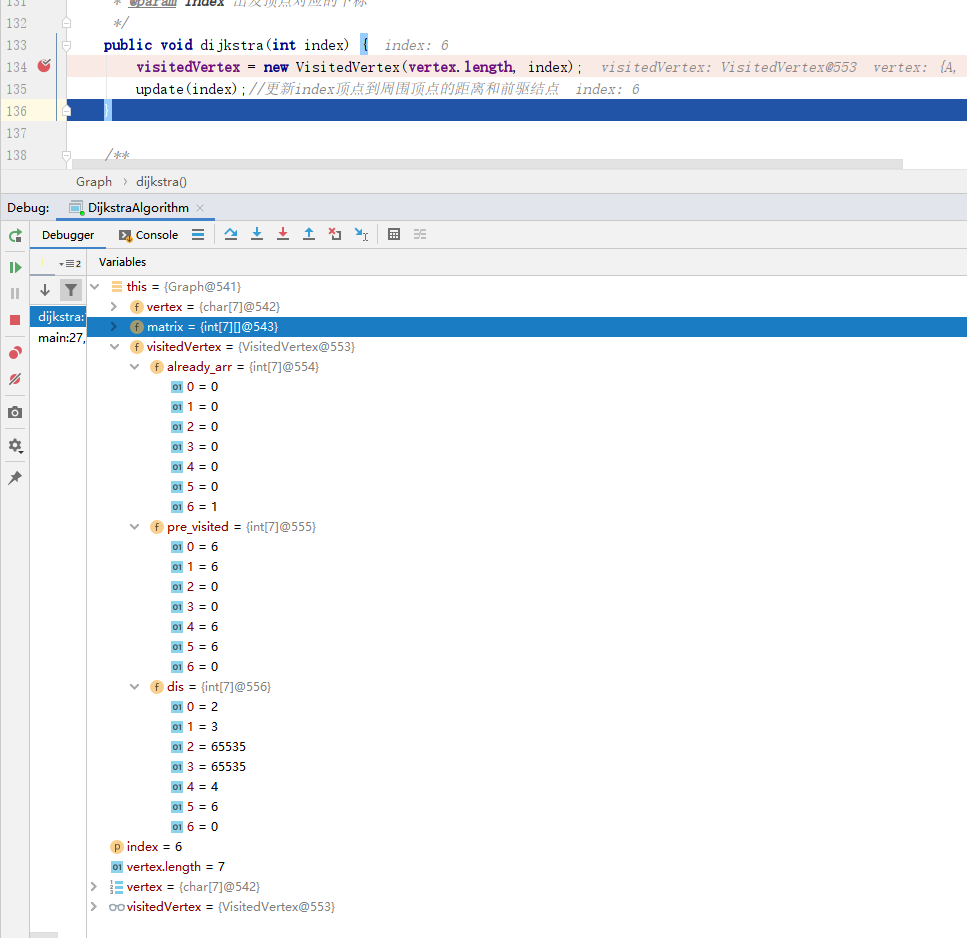 131 * @param index 出发顶点对应的下标
132 */
133 public void dijkstra(int index) { index: 6
134 visitedVertex = new VisitedVertex(vertex.length, index); visitedVertex: VisitedVertex@553 vertex: {A,
135 update(index);//更新index顶点到周围顶点的距离和前驱结点 index: 6
136 }
137
138 /**
Graph › dijkstra()
Debug: DijkstraAlgorithm ×
Debugger Console
2 Variables
this = {Graph@541}
vertex = {char[7]@542}
dijkstra: matrix = {int[7][]@543}
main:27, visitedVertex = {VisitedVertex@553}
already_arr = {int[7]@554}
0 = 0
1 = 0
2 = 0
3 = 0
4 = 0
5 = 0
6 = 1
pre_visited = {int[7]@555}
0 = 6
1 = 6
2 = 0
3 = 0
4 = 6
5 = 6
6 = 0
dis = {int[7]@556}
0 = 2
1 = 3
2 = 65535
3 = 65535
4 = 4
5 = 6
6 = 0
index = 6
vertex.length = 7
vertex = {char[7]@542}
visitedVertex = {VisitedVertex@553}